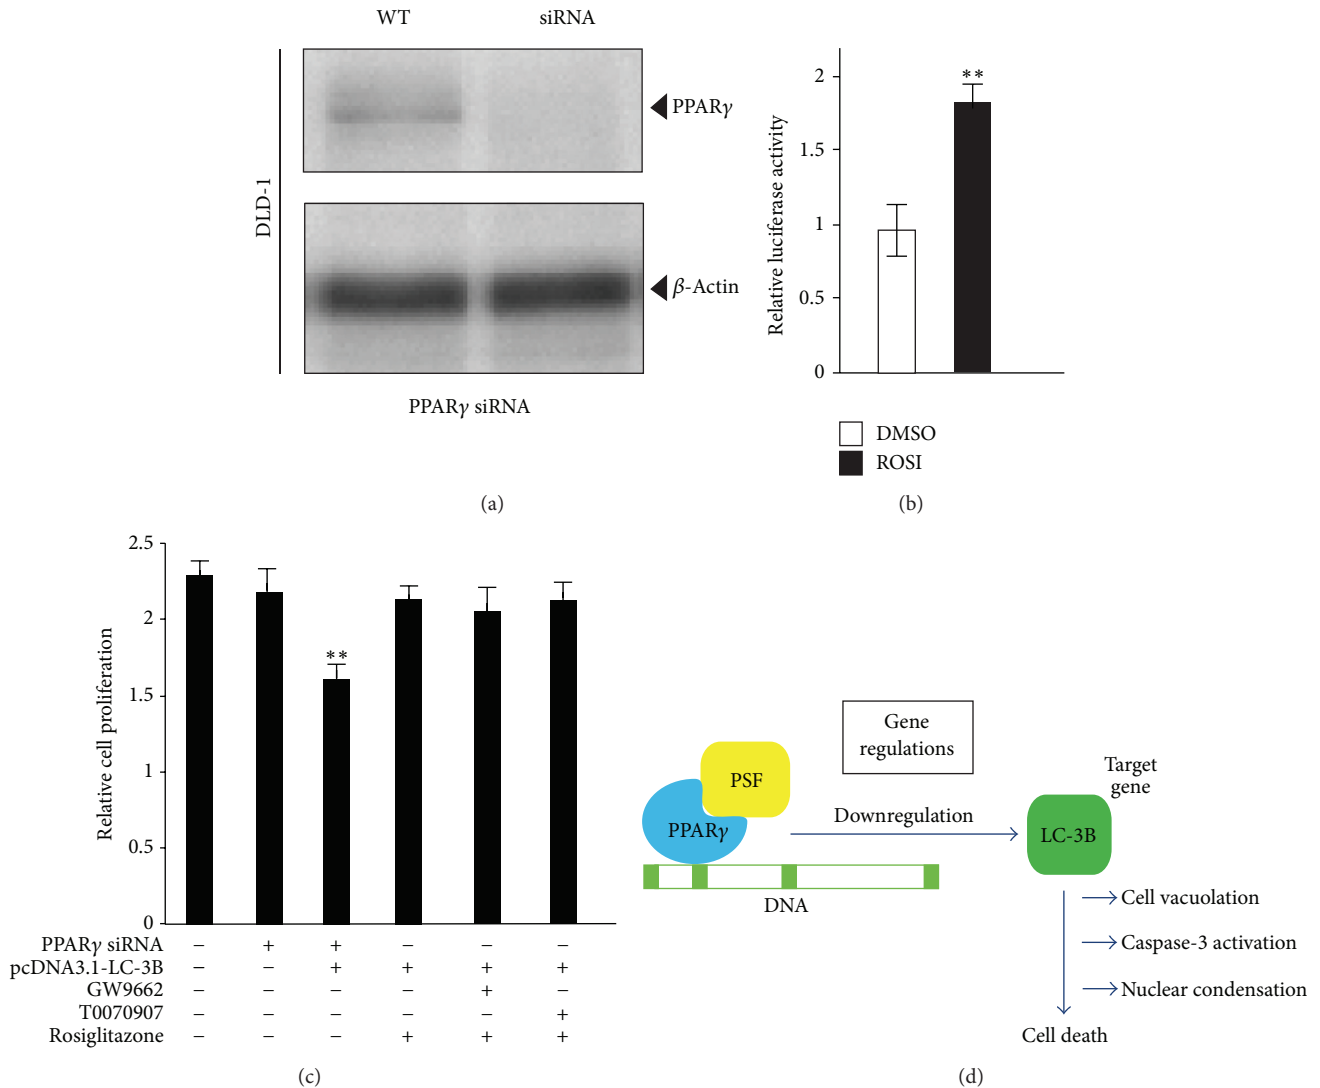 WT siRNA
DLD-1
PPARγ
β-Actin
PPARγ siRNA
(a)
Relative luciferase activity
2
1.5
1
0.5
0
**
DMSO
ROSI
(b)
Relative cell proliferation
2.5
2
1.5
1
0.5
0
**
PPARγ siRNA − + + − − −
pcDNA3.1-LC-3B − − + + + +
GW9662 − − − − + −
T0070907 − − − − − +
Rosiglitazone − − − + + +
(c)
Gene
regulations
PSF
PPARγ
Downregulation
DNA
Target
gene
LC-3B
Cell vacuolation
Caspase-3 activation
Nuclear condensation
Cell death
(d)